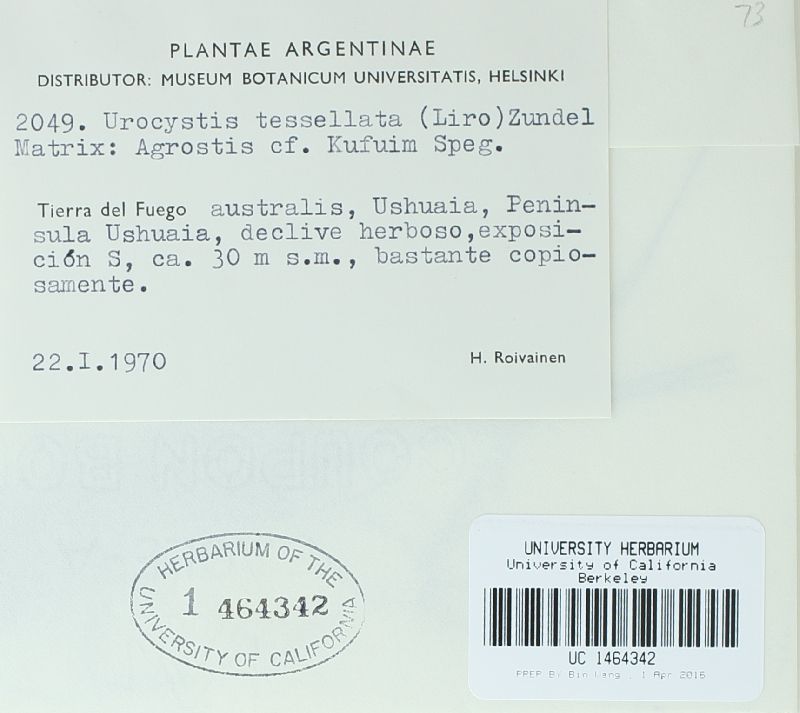 73
PLANTAE ARGENTINAE
DISTRIBUTOR: MUSEUM BOTANICUM UNIVERSITATIS, HELSINKI
2049. Urocystis tessellata (Liro)Zundel
Matrix: Agrostis cf. Kufuim Speg.
Tierra del Fuego australis, Ushuaia, Penin-
sula Ushuaia, declive herboso,exposi-
ción S, ca. 30 m s.m., bastante copio-
samente.
22.I.1970
H. Roivainen
HERBARIUM OF THE
1 464342
UNIVERSITY OF CALIFORNIA
UNIVERSITY HERBARIUM
University of California
Berkeley
UC 1464342
PREP BY Bin Wang , 1 Apr 2015